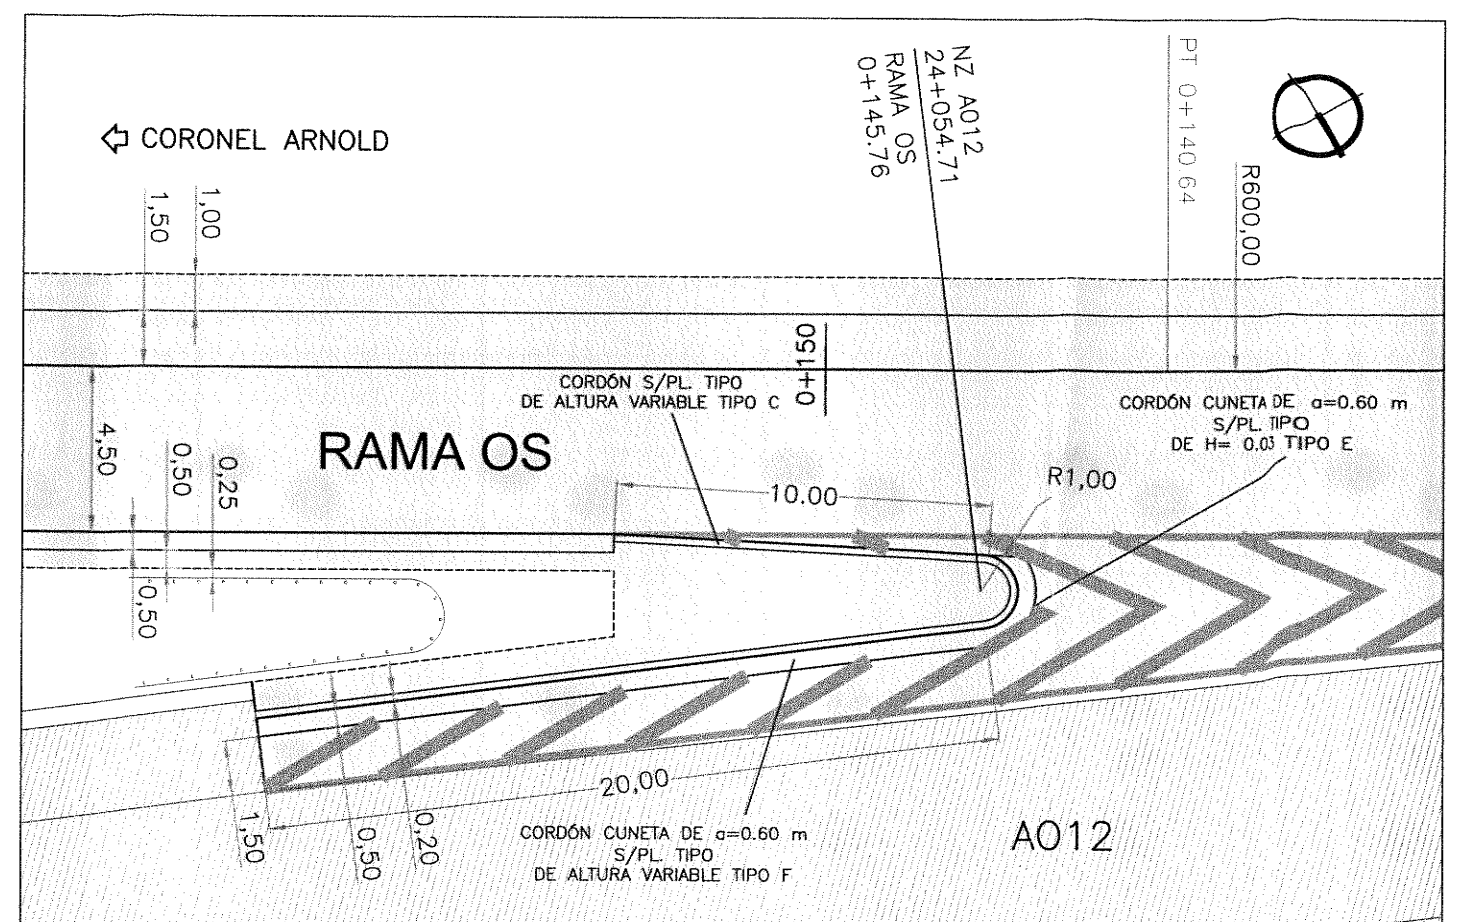 NZ A012
24+054.71
RAMA OS
0+145.76
PT 0+140.64
R600,00
CORONEL ARNOLD
1,50
1,00
0+150
CORDÓN S/PL. TIPO
DE ALTURA VARIABLE TIPO C
CORDÓN CUNETA DE a=0.60 m
S/PL. TIPO
DE H= 0.03 TIPO E
RAMA OS
4,50
0,50
0,25
10.00
R1,00
0,50
20,00
1,50
0,50
0,20
CORDÓN CUNETA DE a=0.60 m
S/PL. TIPO
DE ALTURA VARIABLE TIPO F
A012